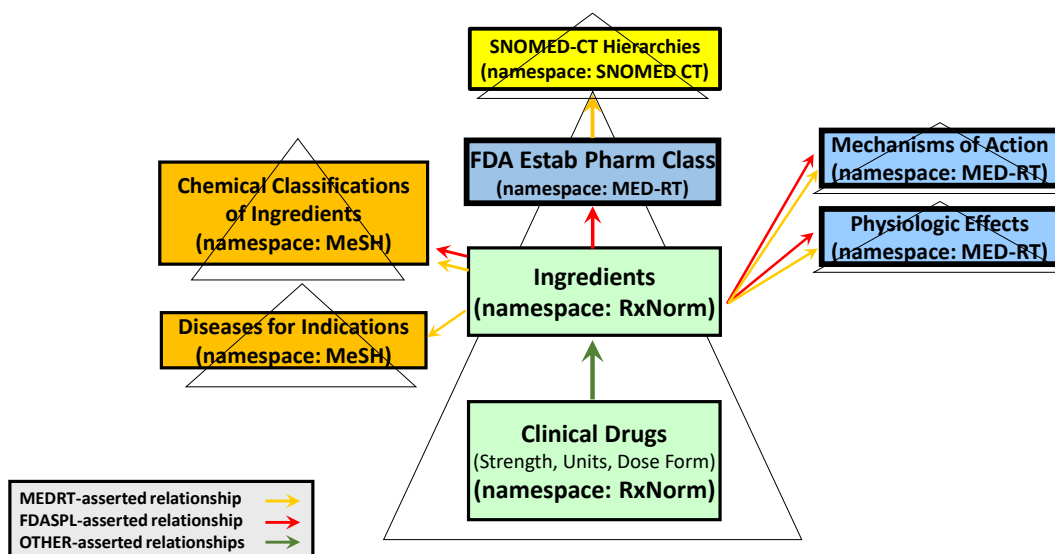 SNOMED-CT Hierarchies
(namespace: SNOMED CT)
FDA Estab Pharm Class
(namespace: MED-RT)
Mechanisms of Action
(namespace: MED-RT)
Chemical Classifications
of Ingredients
(namespace: MeSH)
Physiologic Effects
(namespace: MED-RT)
Ingredients
(namespace: RxNorm)
Diseases for Indications
(namespace: MeSH)
Clinical Drugs
(Strength, Units, Dose Form)
(namespace: RxNorm)
MEDRT-asserted relationship
FDASPL-asserted relationship
OTHER-asserted relationships